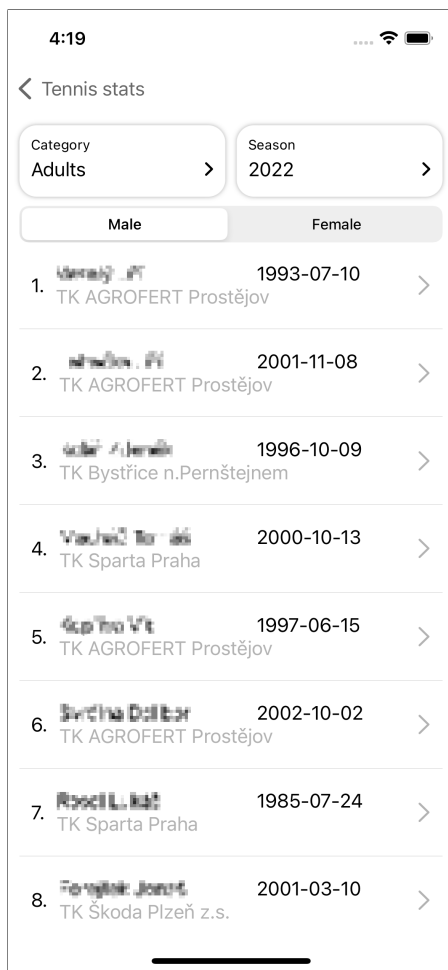 4:19
Tennis stats
Category
Adults
Season
2022
Male
Female
1.
1993-07-10
TK AGROFERT Prostějov
2.
2001-11-08
TK AGROFERT Prostějov
3.
1996-10-09
TK Bystřice n.Pernštejnem
4.
2000-10-13
TK Sparta Praha
5.
1997-06-15
TK AGROFERT Prostějov
6.
2002-10-02
TK AGROFERT Prostějov
7.
1985-07-24
TK Sparta Praha
8.
2001-03-10
TK Škoda Plzeň z.s.